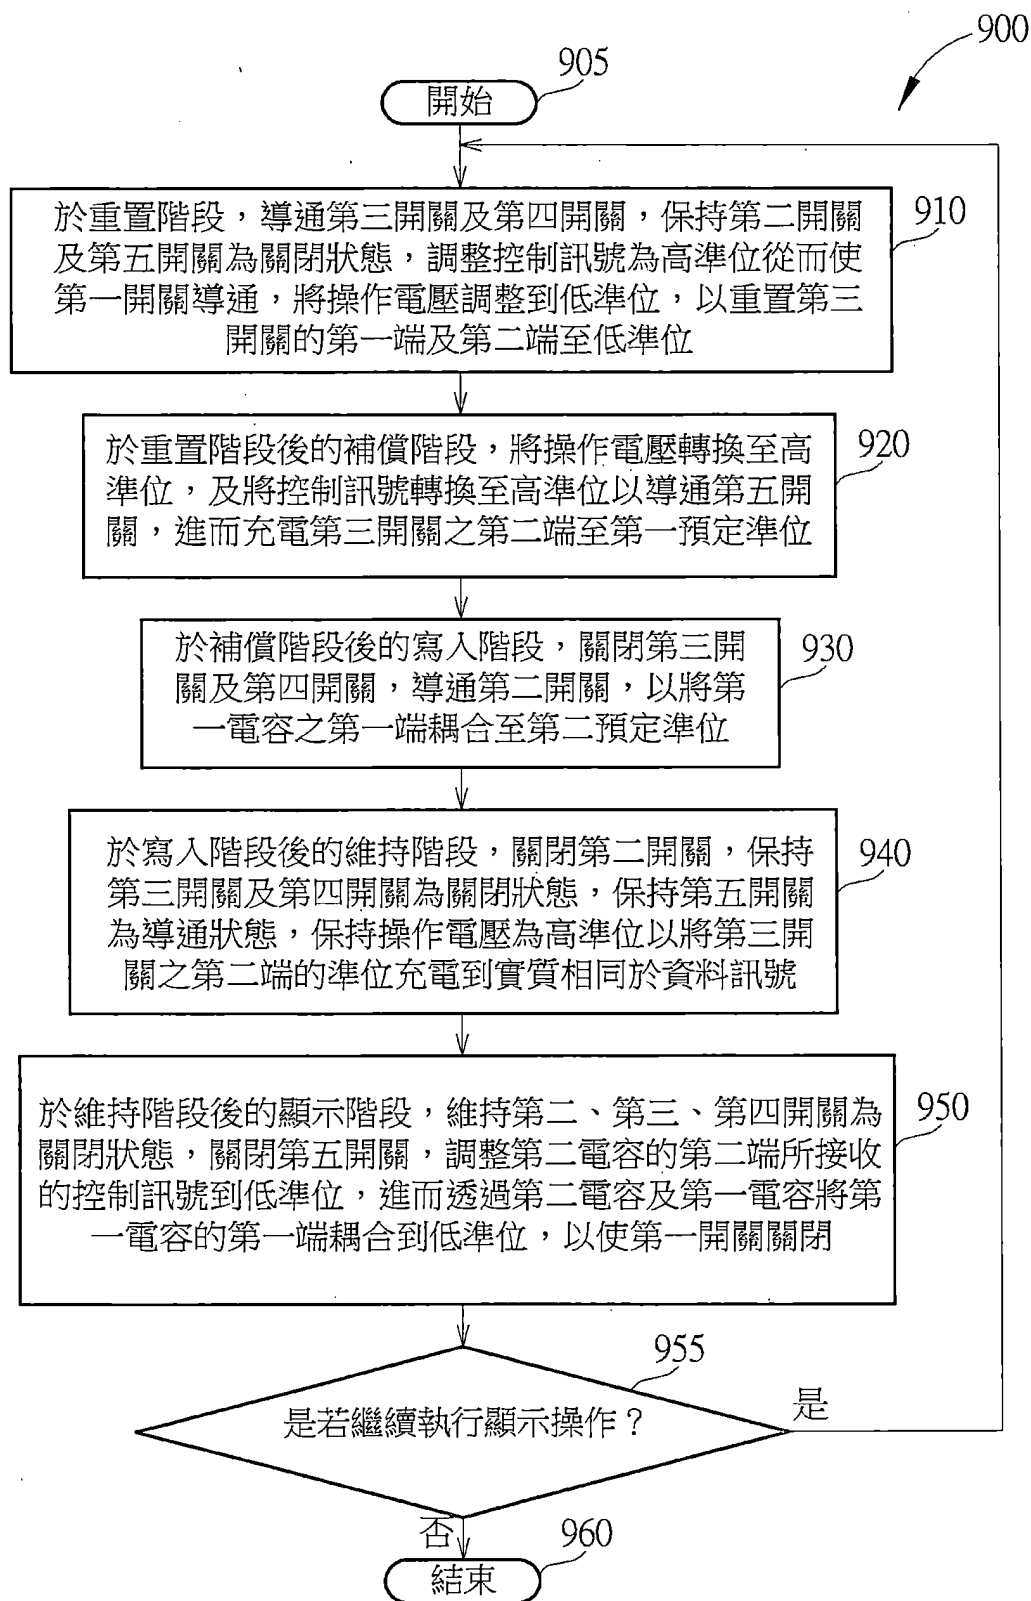 900
905
開始
於重置階段，導通第三開關及第四開關，保持第二開關
及第五開關為關閉狀態，調整控制訊號為高準位從而使
第一開關導通，將操作電壓調整到低準位，以重置第三
開關的第一端及第二端至低準位
910
於重置階段後的補償階段，將操作電壓轉換至高
準位，及將控制訊號轉換至高準位以導通第五開
關，進而充電第三開關之第二端至第一預定準位
920
於補償階段後的寫入階段，關閉第三開
關及第四開關，導通第二開關，以將第
一電容之第一端耦合至第二預定準位
930
於寫入階段後的維持階段，關閉第二開關，保持
第三開關及第四開關為關閉狀態，保持第五開關
為導通狀態，保持操作電壓為高準位以將第三開
關之第二端的準位充電到實質相同於資料訊號
940
於維持階段後的顯示階段，維持第二、第三、第四開關為
關閉狀態，關閉第五開關，調整第二電容的第二端所接收
的控制訊號到低準位，進而透過第二電容及第一電容將第
一電容的第一端耦合到低準位，以使第一開關關閉
950
955
是若繼續執行顯示操作？
是
否
960
結束